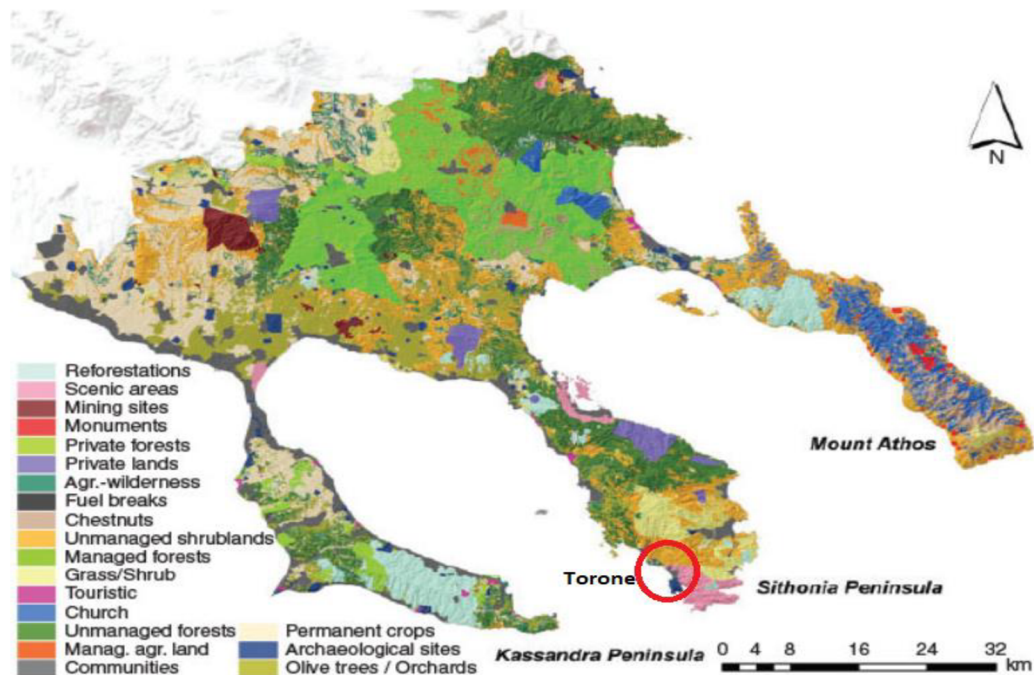 N
Reforestations
Scenic areas
Mining sites
Monuments
Private forests
Private lands
Agr.-wilderness
Fuel breaks
Chestnuts
Unmanaged shrublands
Managed forests
Grass/Shrub
Touristic
Church
Unmanaged forests
Manag. agr. land
Communities
Permanent crops
Archaeological sites
Olive trees / Orchards
Mount Athos
Torone
Sithonia Peninsula
Kassandra Peninsula
0 4 8 16 24 32
km